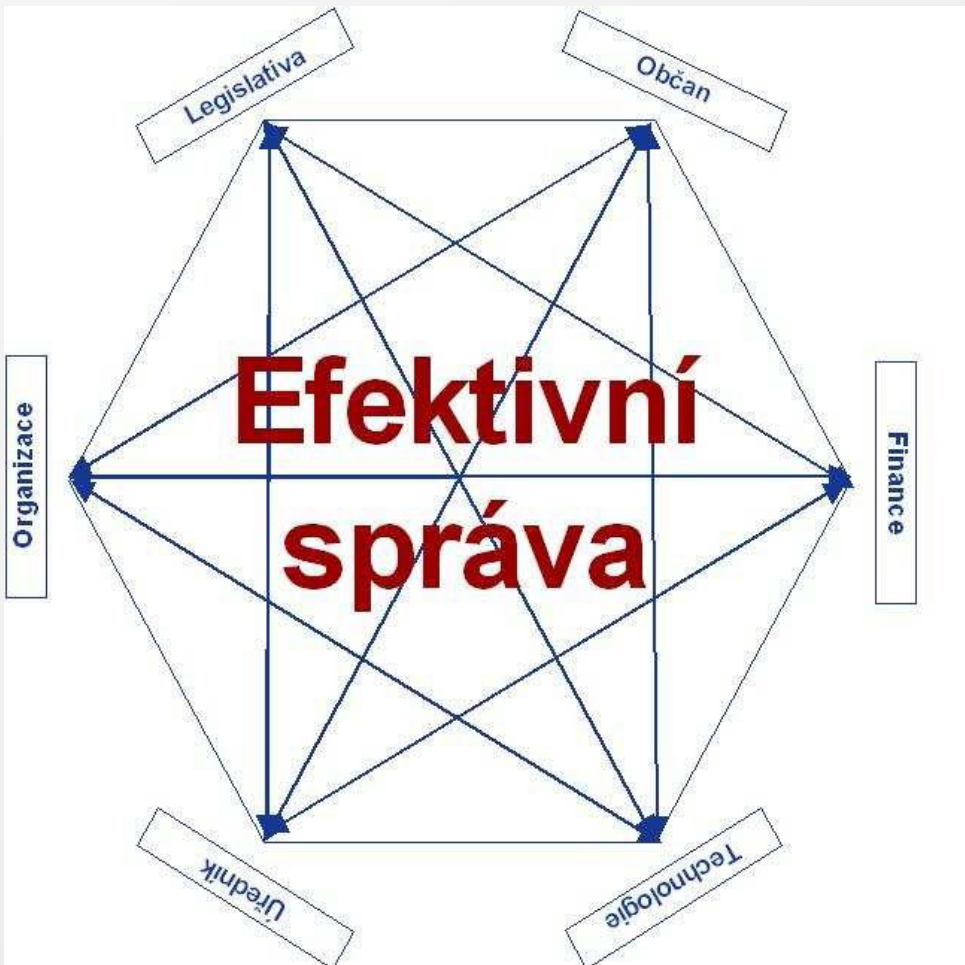 Legislativa
Občan
Organizace
Efektivní
správa
Finance
Úředník
Technologie